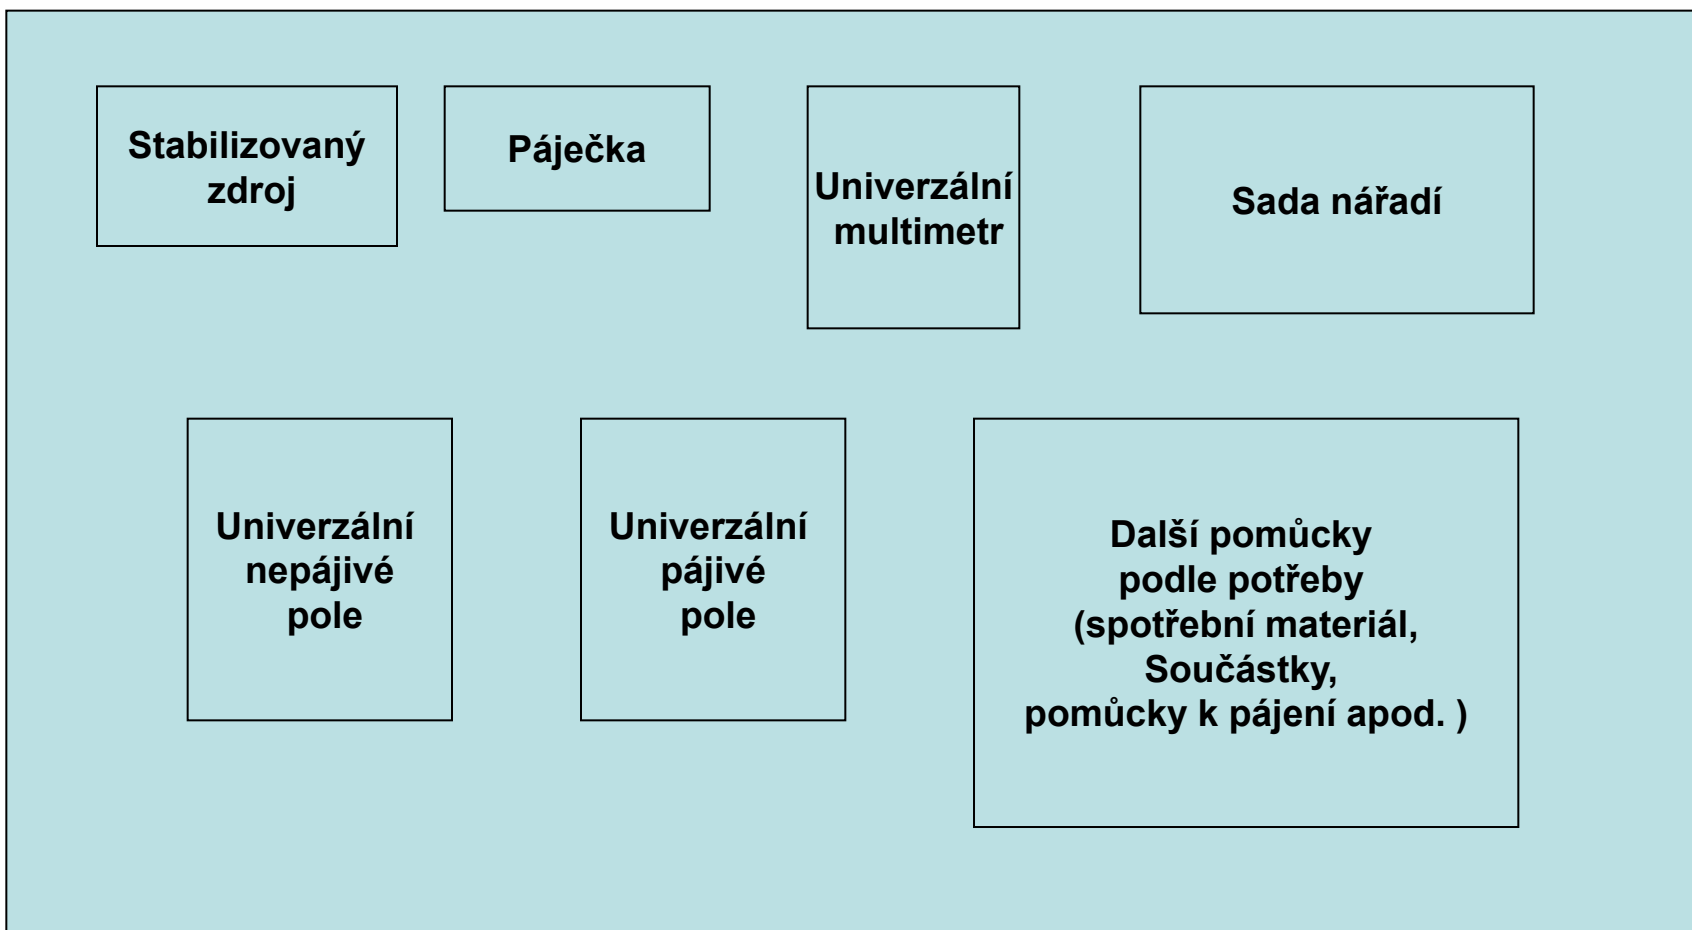 Stabilizovaný
zdroj
Páječka
Univerzální
multimetr
Sada nářadí
Univerzální
nepájivé
pole
Univerzální
pájivé
pole
Další pomůcky
podle potřeby
(spotřební materiál,
Součástky,
pomůcky k pájení apod. )